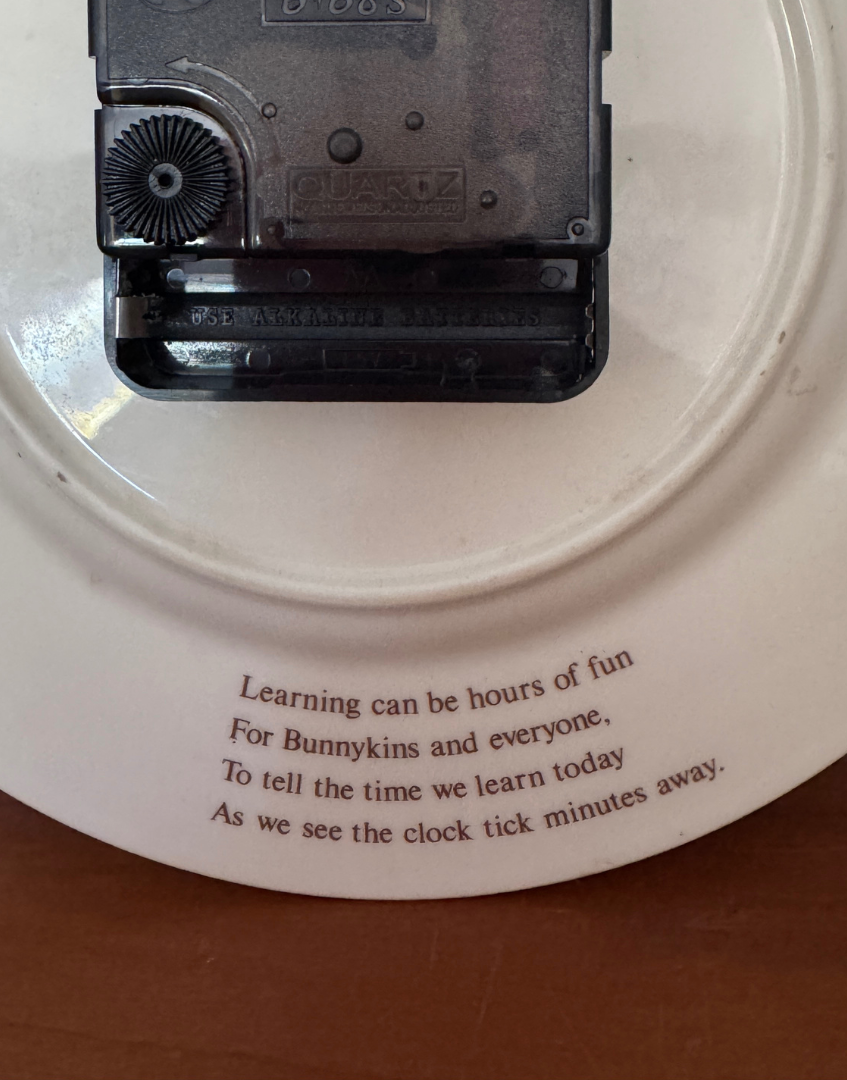 QUARTZ
USE ALKALINE BATTERIES
Learning can be hours of fun
For Bunnykins and everyone,
To tell the time we learn today
As we see the clock tick minutes away.